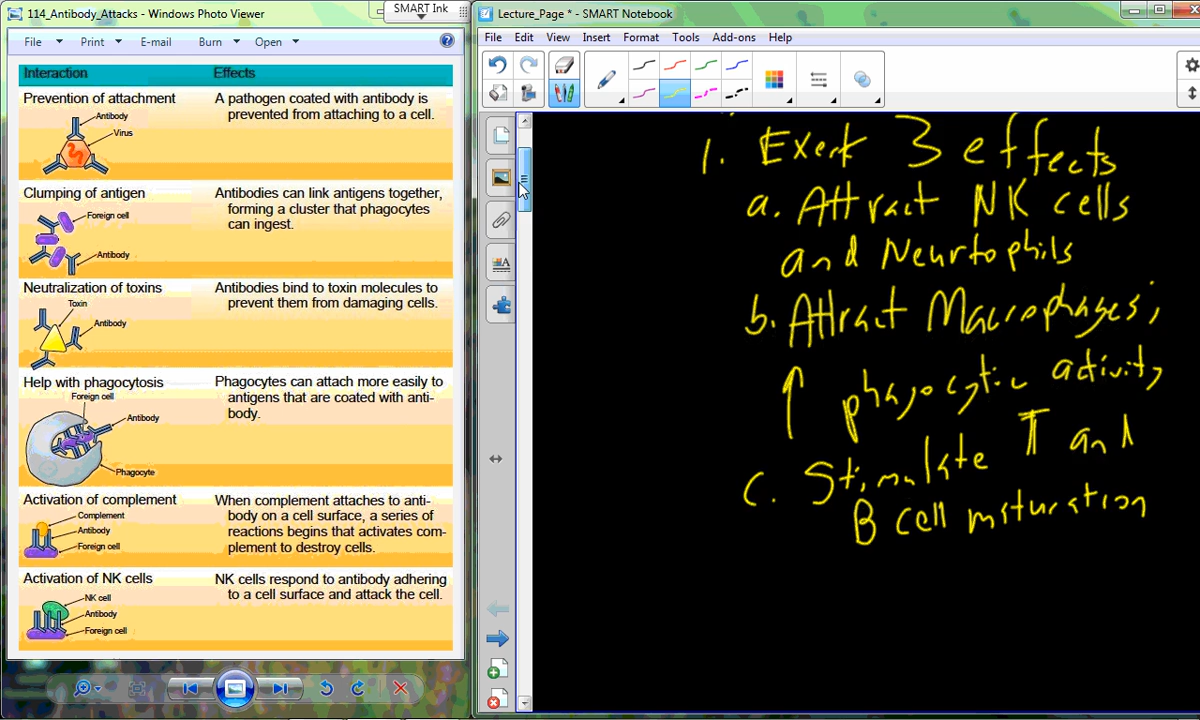 114_Antibody_Attacks - Windows Photo Viewer
SMART Ink
File Print E-mail Burn Open
Interaction Effects
Prevention of attachment
Antibody
Virus
A pathogen coated with antibody is
prevented from attaching to a cell.
Clumping of antigen
Foreign cell
Antibody
Antibodies can link antigens together,
forming a cluster that phagocytes
can ingest.
Neutralization of toxins
Toxin
Antibody
Antibodies bind to toxin molecules to
prevent them from damaging cells.
Help with phagocytosis
Foreign cell
Antibody
Phagocyte
Phagocytes can attach more easily to
antigens that are coated with anti-
body.
Activation of complement
Complement
Antibody
Foreign cell
When complement attaches to anti-
body on a cell surface, a series of
reactions begins that activates com-
plement to destroy cells.
Activation of NK cells
NK cell
Antibody
Foreign cell
NK cells respond to antibody adhering
to a cell surface and attack the cell.
Lecture_Page * - SMART Notebook
File Edit View Insert Format Tools Add-ons Help
1. Exert 3 effects
a. Attract NK cells
and Neurtophils
b. Attract Macrophages;
↑ phagocytic activity
c. Stimulate T and
B cell maturation